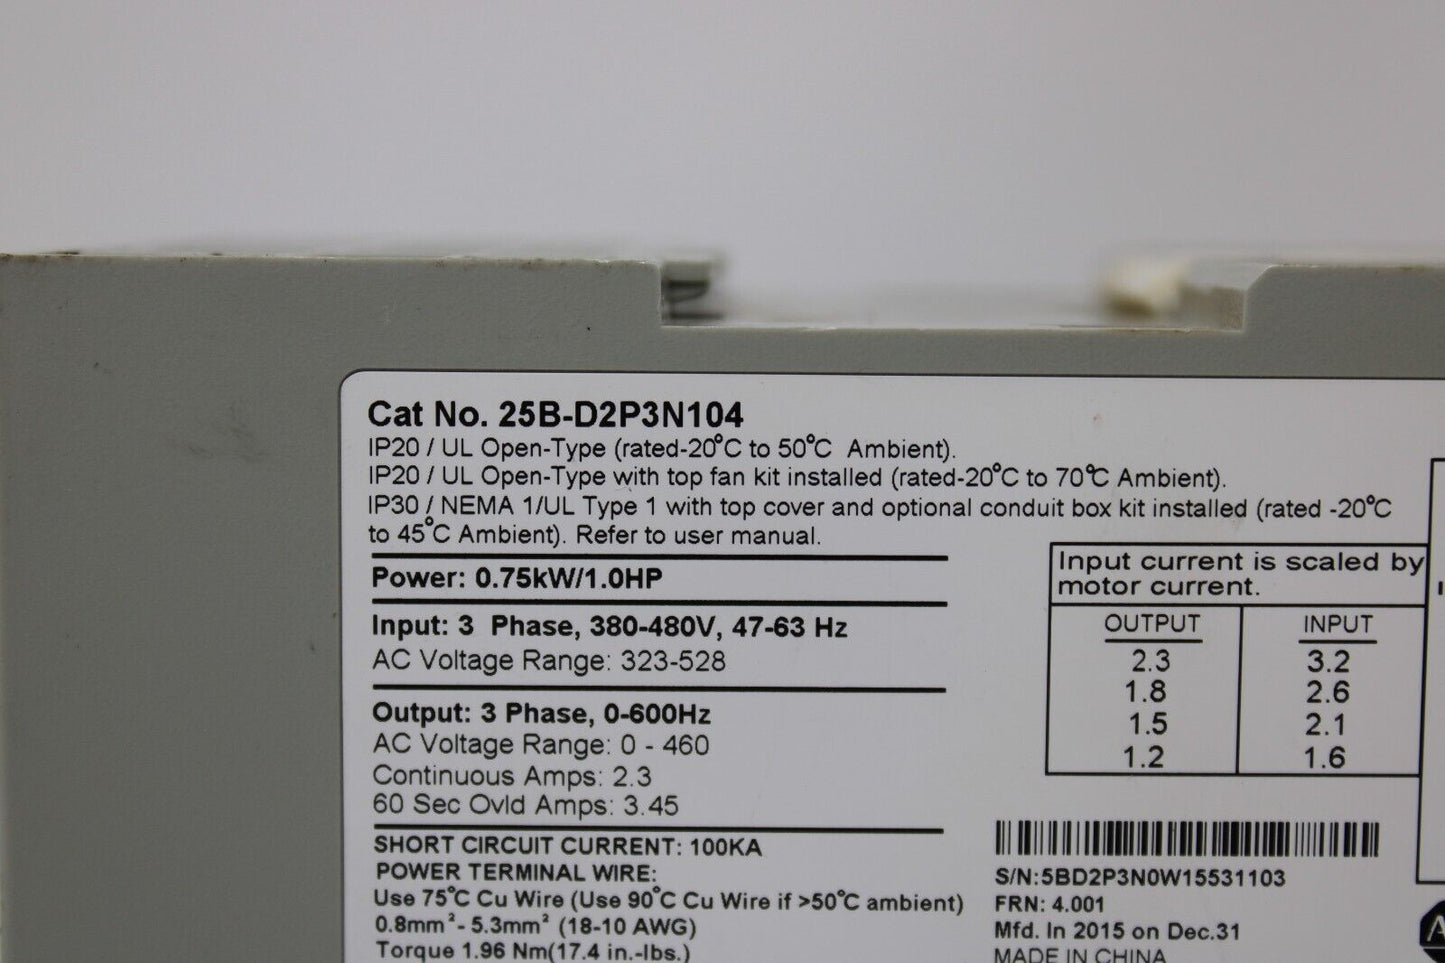 Cat No. 25B-D2P3N104
IP20 / UL Open-Type (rated-20°C to 50°C Ambient).
IP20 / UL Open-Type with top fan kit installed (rated-20°C to 70°C Ambient).
IP30 / NEMA 1/UL Type 1 with top cover and optional conduit box kit installed (rated -20°C
to 45°C Ambient). Refer to user manual.
Power: 0.75kW/1.0HP
Input: 3 Phase, 380-480V, 47-63 Hz
AC Voltage Range: 323-528
Output: 3 Phase, 0-600Hz
AC Voltage Range: 0 - 460
Continuous Amps: 2.3
60 Sec Ovld Amps: 3.45
SHORT CIRCUIT CURRENT: 100KA
POWER TERMINAL WIRE:
Use 75°C Cu Wire (Use 90°C Cu Wire if >50°C ambient)
0.8mm² - 5.3mm² (18-10 AWG)
Torque 1.96 Nm(17.4 in.-lbs.)
Input current is scaled by
motor current.
OUTPUT INPUT
2.3 3.2
1.8 2.6
1.5 2.1
1.2 1.6
S/N:5BD2P3N0W15531103
FRN: 4.001
Mfd. In 2015 on Dec.31
MADE IN CHINA